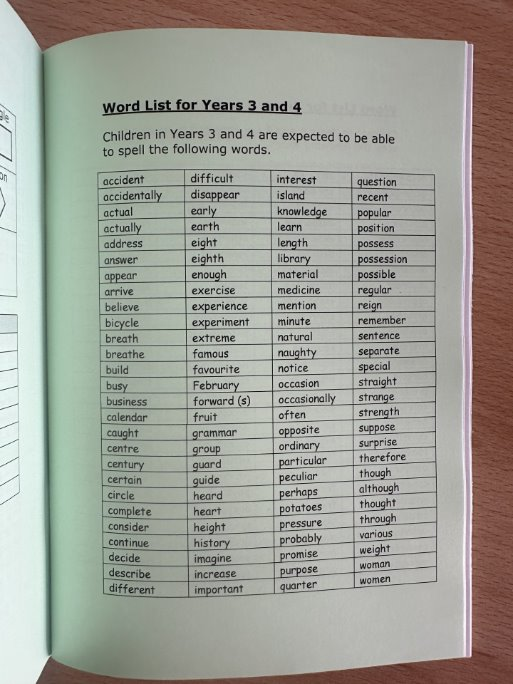 Word List for Years 3 and 4
Children in Years 3 and 4 are expected to be able
to spell the following words.
accident difficult interest question
accidentally disappear island recent
actual early knowledge popular
actually earth learn position
address eight length possess
answer eighth library possession
appear enough material possible
arrive exercise medicine regular
believe experience mention reign
bicycle experiment minute remember
breath extreme natural sentence
breathe famous naughty separate
build favourite notice special
busy February occasion straight
business forward (s) occasionally strange
calendar fruit often strength
caught grammar opposite suppose
centre group ordinary surprise
century guard particular therefore
certain guide peculiar though
circle heard perhaps although
complete heart potatoes thought
consider height pressure through
continue history probably various
decide imagine promise weight
describe increase purpose woman
different important quarter women